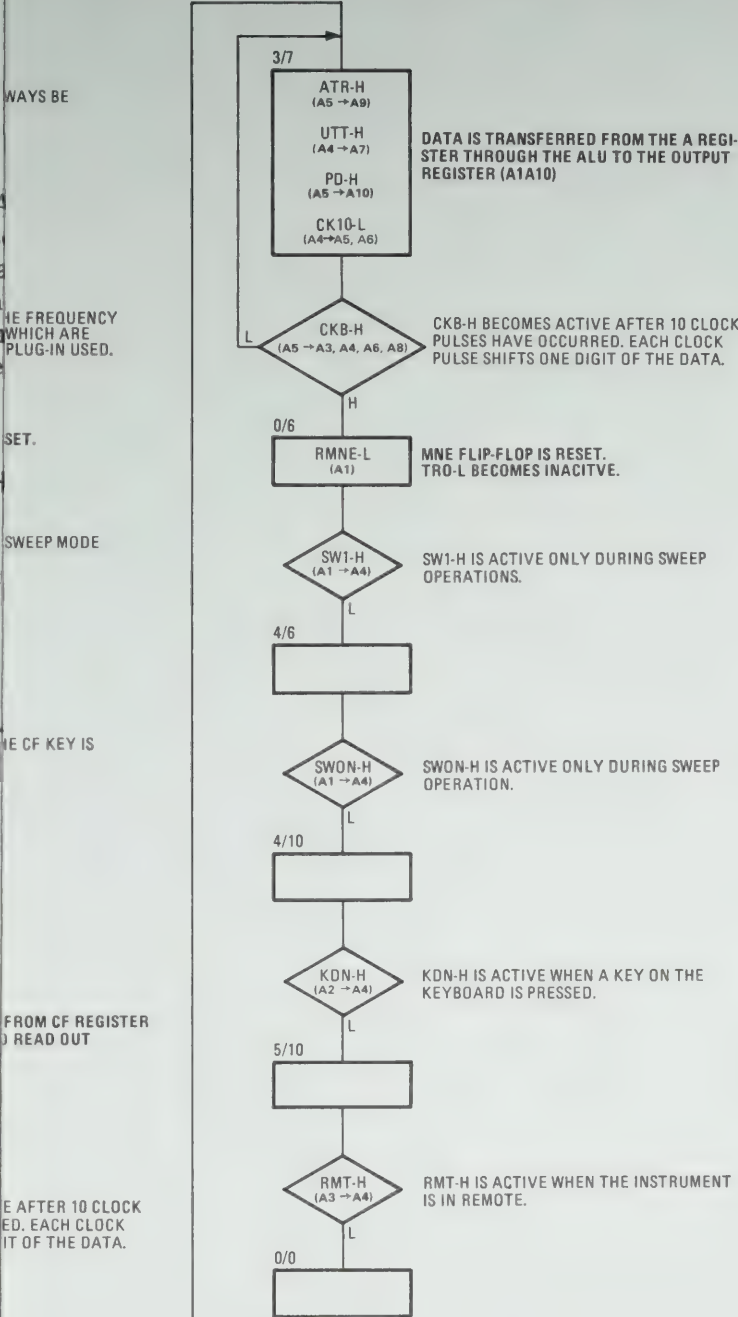 WAYS BE
HE FREQUENCY
WHICH ARE
PLUG-IN USED.
SET.
SWEEP MODE
HE CF KEY IS
FROM CF REGISTER
READ OUT
E AFTER 10 CLOCK
ED. EACH CLOCK
IT OF THE DATA.
3/7
ATR-H
(A5 →A9)
UTT-H
(A4 →A7)
PD-H
(A5 →A10)
CK10-L
(A4→A5, A6)
DATA IS TRANSFERRED FROM THE A REGI-
STER THROUGH THE ALU TO THE OUTPUT
REGISTER (A1A10)
CKB-H
(A5 →A3, A4, A6, A8)
L
H
CKB-H BECOMES ACTIVE AFTER 10 CLOCK
PULSES HAVE OCCURRED. EACH CLOCK
PULSE SHIFTS ONE DIGIT OF THE DATA.
0/6
RMNE-L
(A1)
MNE FLIP-FLOP IS RESET.
TRO-L BECOMES INACITVE.
SW1-H
(A1 →A4)
L
SW1-H IS ACTIVE ONLY DURING SWEEP
OPERATIONS.
4/6
SWON-H
(A1 →A4)
L
SWON-H IS ACTIVE ONLY DURING SWEEP
OPERATION.
4/10
KDN-H
(A2 →A4)
L
KDN-H IS ACTIVE WHEN A KEY ON THE
KEYBOARD IS PRESSED.
5/10
RMT-H
(A3 →A4)
L
RMT-H IS ACTIVE WHEN THE INSTRUMENT
IS IN REMOTE.
0/0